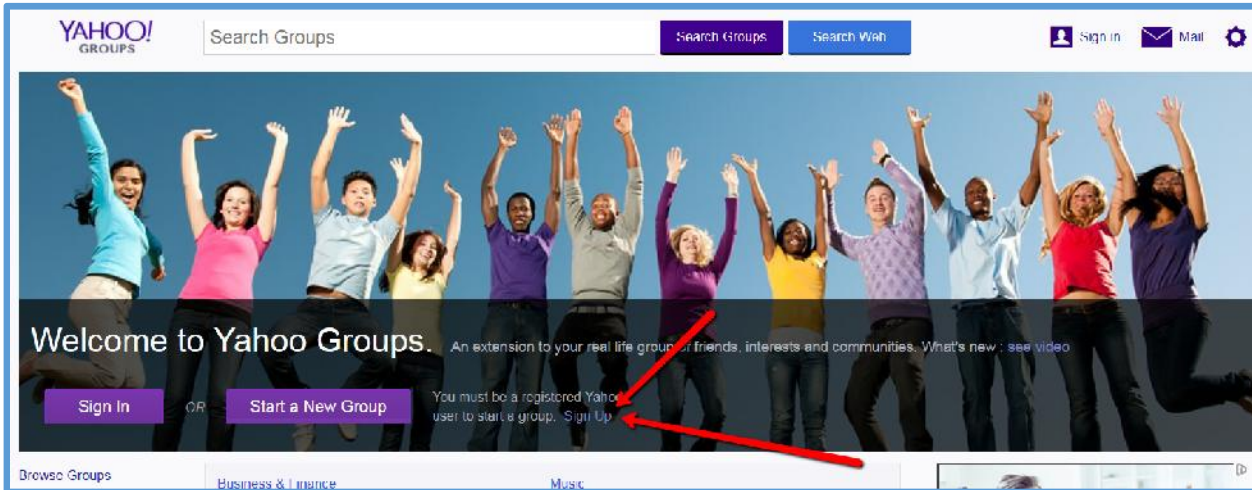 YAHOO!
GROUPS
Search Groups
Search Groups
Search Web
Sign in
Mail
Welcome to Yahoo Groups.
An extension to your real life group of friends, interests and communities. What's new : see video
Sign In
OR
Start a New Group
You must be a registered Yahoo
user to start a group. Sign Up
Browse Groups
Business & Finance
Music